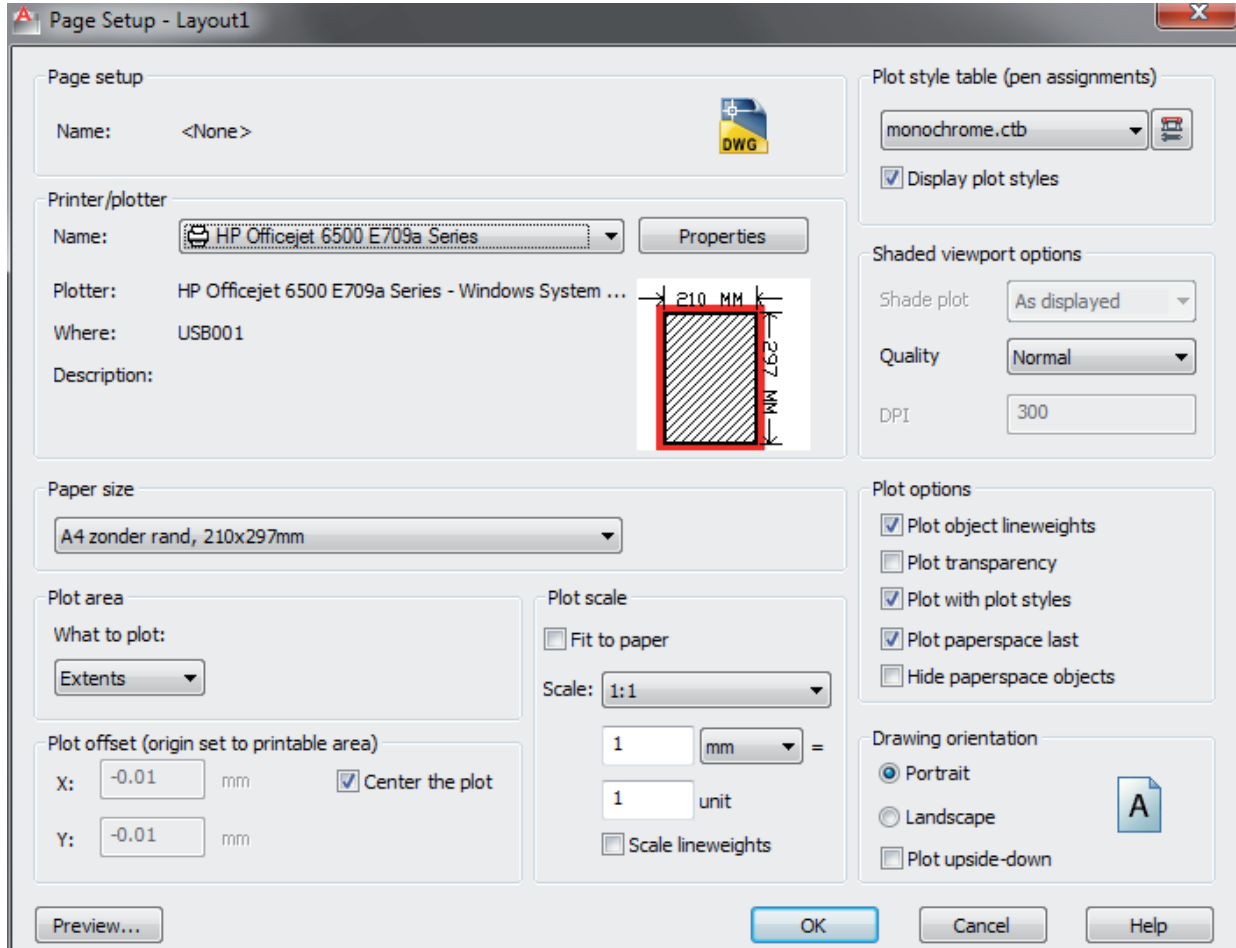 Page Setup - Layout1
Page setup
Name: <None>
DWG
Printer/plotter
Name: HP Officejet 6500 E709a Series Properties
Plotter: HP Officejet 6500 E709a Series - Windows System ...
Where: USB001
Description:
210 MM
297 MM
Paper size
A4 zonder rand, 210x297mm
Plot area
What to plot:
Extents
Plot offset (origin set to printable area)
X: -0.01 mm Center the plot
Y: -0.01 mm
Plot scale
Fit to paper
Scale: 1:1
1 mm =
1 unit
Scale lineweights
Plot style table (pen assignments)
monochrome.ctb
Display plot styles
Shaded viewport options
Shade plot As displayed
Quality Normal
DPI 300
Plot options
Plot object lineweights
Plot transparency
Plot with plot styles
Plot paperspace last
Hide paperspace objects
Drawing orientation
Portrait
Landscape
A
Plot upside-down
Preview... OK Cancel Help